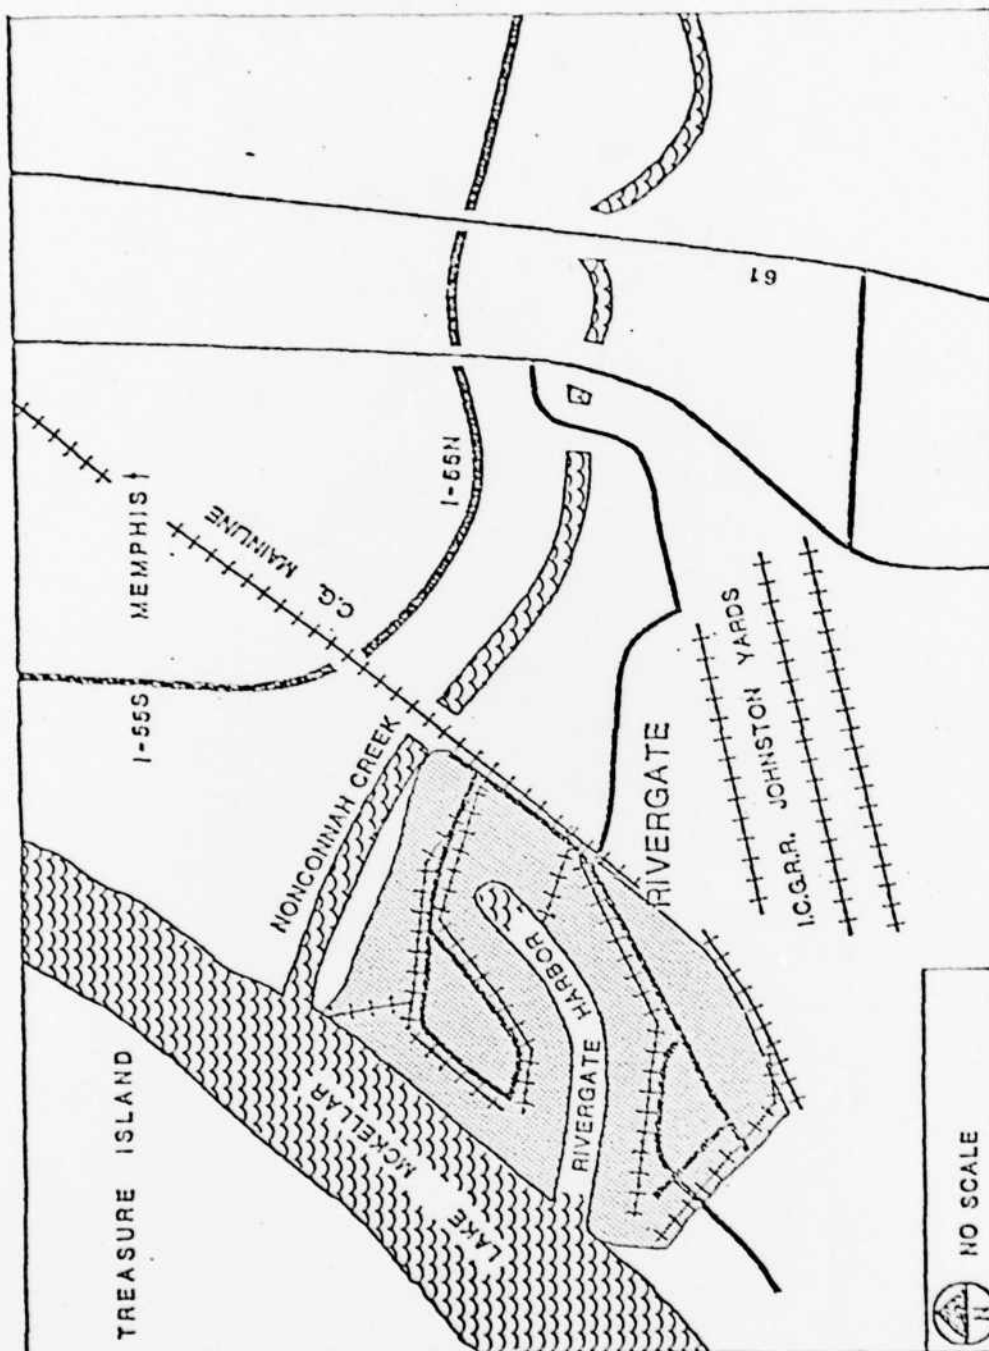 TREASURE ISLAND
LAKE MCKELLAR
NONCONNAH CREEK
I-55S
MEMPHIS↑
C.G. MAINLINE
I-55N
61
RIVERGATE HARBOR
RIVERGATE
I.C.G.R.R. JOHNSTON YARDS
N
NO SCALE